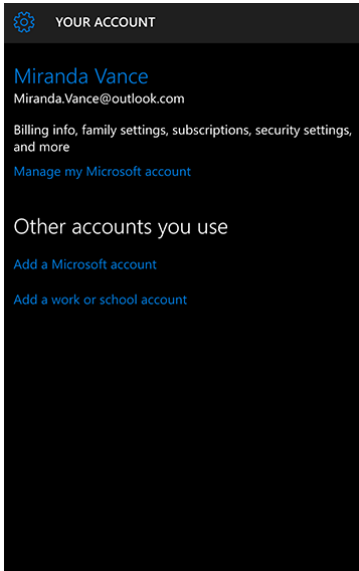 YOUR ACCOUNT
Miranda Vance
Miranda.Vance@outlook.com
Billing info, family settings, subscriptions, security settings,
and more
Manage my Microsoft account
Other accounts you use
Add a Microsoft account
Add a work or school account